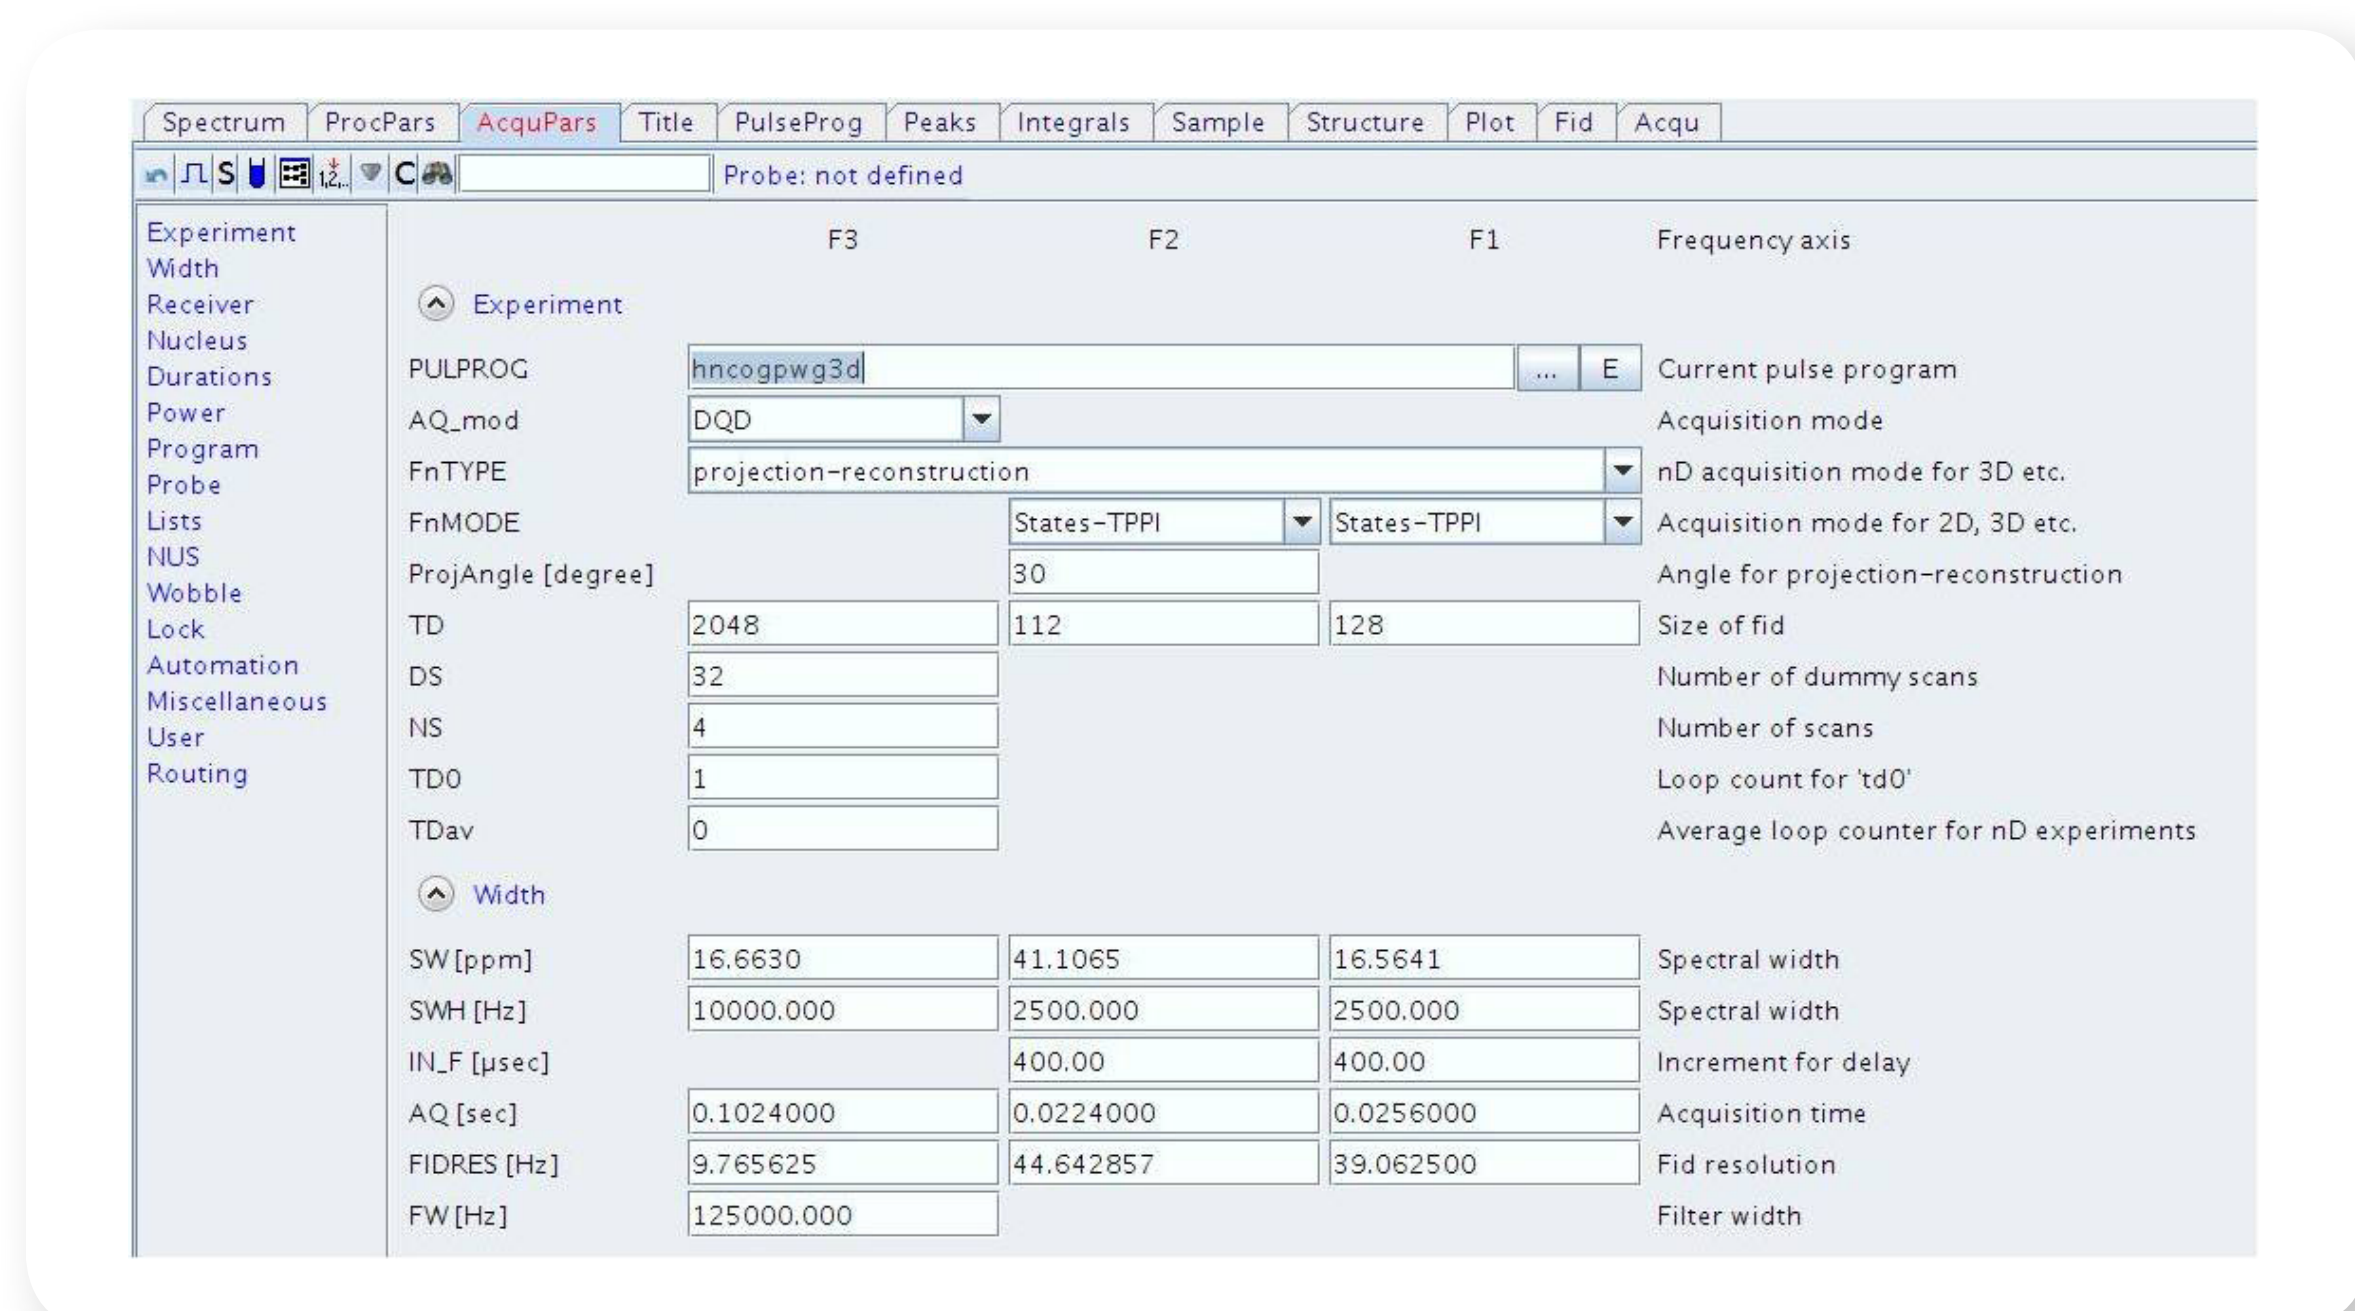 Spectrum ProcPars AcquPars Title PulseProg Peaks Integrals Sample Structure Plot Fid Acqu
S 1,2,.. C Probe: not defined
Experiment
Width
Receiver
Nucleus
Durations
Power
Program
Probe
Lists
NUS
Wobble
Lock
Automation
Miscellaneous
User
Routing
F3 F2 F1 Frequency axis
Experiment
PULPROG hncogpwg3d ... E Current pulse program
AQ_mod DQD Acquisition mode
FnTYPE projection-reconstruction nD acquisition mode for 3D etc.
FnMODE States-TPPI States-TPPI Acquisition mode for 2D, 3D etc.
ProjAngle [degree] 30 Angle for projection-reconstruction
TD 2048 112 128 Size of fid
DS 32 Number of dummy scans
NS 4 Number of scans
TD0 1 Loop count for 'td0'
TDav 0 Average loop counter for nD experiments
Width
SW [ppm] 16.6630 41.1065 16.5641 Spectral width
SWH [Hz] 10000.000 2500.000 2500.000 Spectral width
IN_F [µsec] 400.00 400.00 Increment for delay
AQ [sec] 0.1024000 0.0224000 0.0256000 Acquisition time
FIDRES [Hz] 9.765625 44.642857 39.062500 Fid resolution
FW [Hz] 125000.000 Filter width